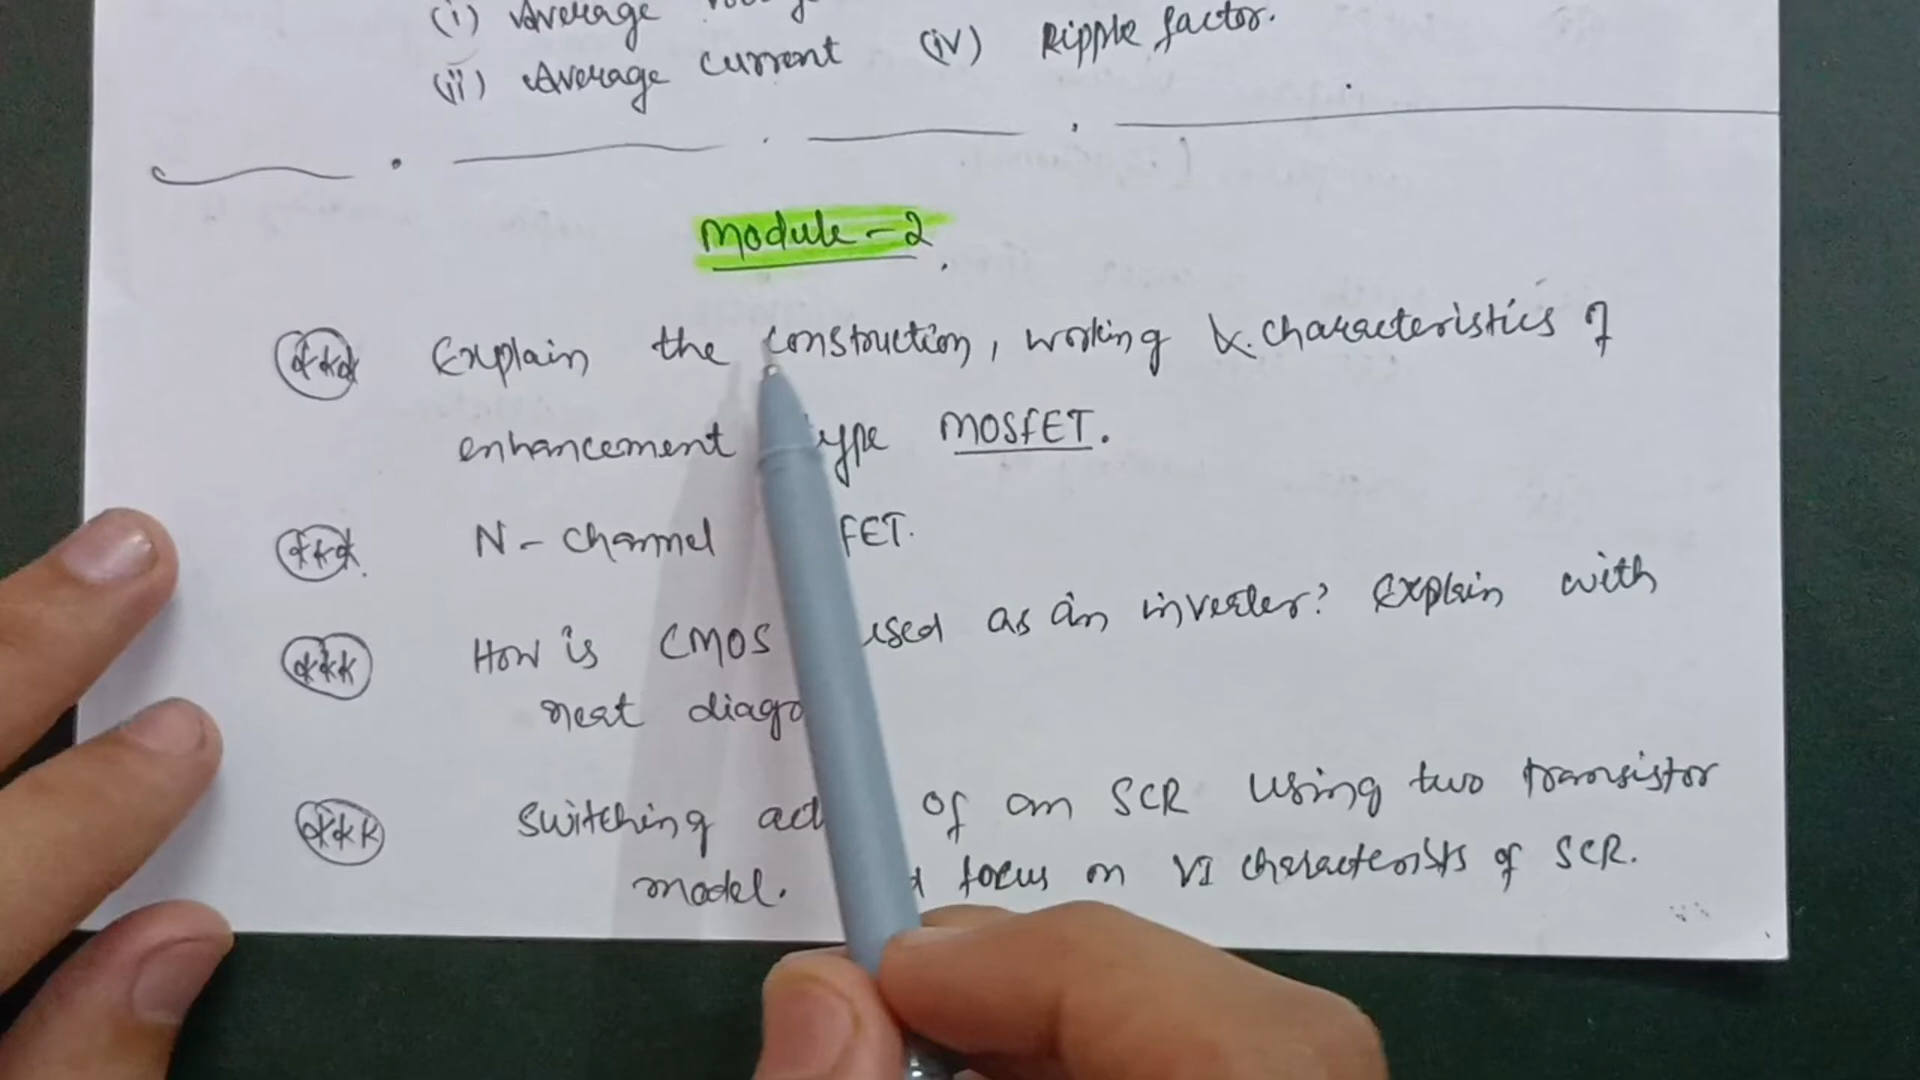 (i) Average
(ii) Average current (iv) Ripple factor.
Module-2
*** Explain the construction, working & characteristics of
enhancement type MOSFET.
*** N-channel FET.
*** How is CMOS used as an inverter? Explain with
neat
*** switching of an SCR using two transistor
model. focus on VI characterists of SCR.